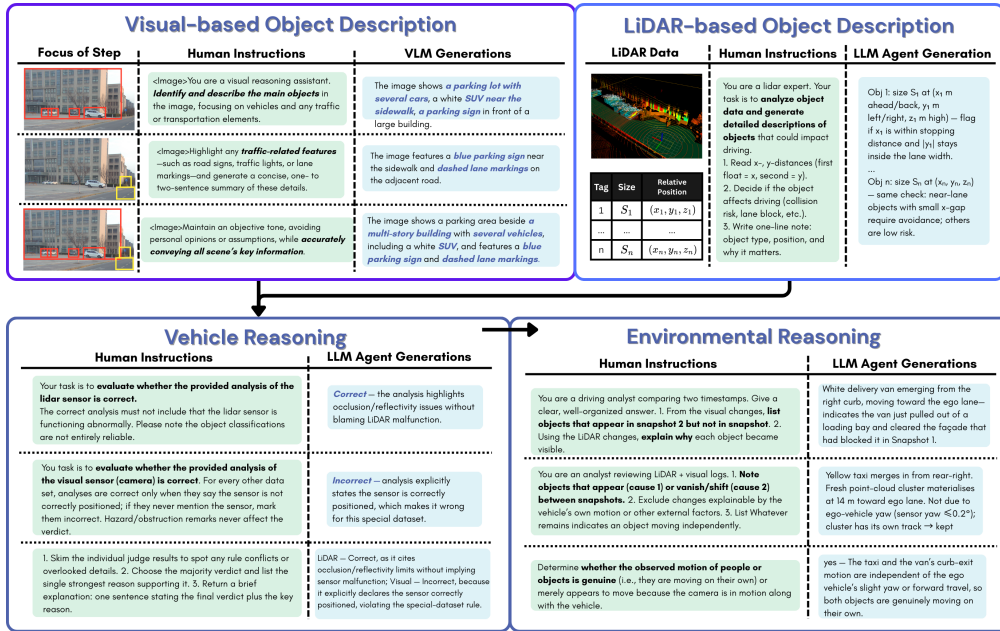 Visual-based Object Description
Focus of Step
Human Instructions
VLM Generations
<Image>You are a visual reasoning assistant.
Identify and describe the main objects in
the image, focusing on vehicles and any traffic
or transportation elements.
The image shows a parking lot with
several cars, a white SUV near the
sidewalk, a parking sign in front of a
large building.
<Image>Highlight any traffic-related features
—such as road signs, traffic lights, or lane
markings—and generate a concise, one- to
two-sentence summary of these details.
The image features a blue parking sign near
the sidewalk and dashed lane markings on
the adjacent road.
<Image>Maintain an objective tone, avoiding
personal opinions or assumptions, while accurately
conveying all scene's key information.
The image shows a parking area beside a
multi-story building with several vehicles,
including a white SUV, and features a blue
parking sign and dashed lane markings.
LiDAR-based Object Description
LiDAR Data
Human Instructions
LLM Agent Generation
Tag Size Relative Position
1 S₁ (x₁, y₁, z₁)
... ... ...
n Sₙ (xₙ, yₙ, zₙ)
You are a lidar expert. Your
task is to analyze object
data and generate
detailed descriptions of
objects that could impact
driving.
1. Read x-, y-distances (first
float = x, second = y).
2. Decide if the object
affects driving (collision
risk, lane block, etc.).
3. Write one-line note:
object type, position, and
why it matters.
Obj 1: size S₁ at (x₁ m
ahead/back, y₁ m
left/right, z₁ m high) — flag
if x₁ is within stopping
distance and |y₁| stays
inside the lane width.
...
Obj n: size Sₙ at (xₙ, yₙ, zₙ)
— same check: near-lane
objects with small x-gap
require avoidance; others
are low risk.
Vehicle Reasoning
Human Instructions
LLM Agent Generations
Your task is to evaluate whether the provided analysis of the
lidar sensor is correct.
The correct analysis must not include that the lidar sensor is
functioning abnormally. Please note the object classifications
are not entirely reliable.
Correct — the analysis highlights
occlusion/reflectivity issues without
blaming LiDAR malfunction.
You task is to evaluate whether the provided analysis of
the visual sensor (camera) is correct. For every other data
set, analyses are correct only when they say the sensor is not
correctly positioned; if they never mention the sensor, mark
them incorrect. Hazard/obstruction remarks never affect the
verdict.
Incorrect — analysis explicitly
states the sensor is correctly
positioned, which makes it
wrong for this special dataset.
1. Skim the individual judge results to spot any rule conflicts or
overlooked details. 2. Choose the majority verdict and list the
single strongest reason supporting it. 3. Return a brief
explanation: one sentence stating the final verdict plus the key
reason.
LiDAR — Correct, as it cites
occlusion/reflectivity limits without implying
sensor malfunction; Visual — Incorrect, because
it explicitly declares the sensor correctly
positioned, violating the special-dataset rule.
Environmental Reasoning
Human Instructions
LLM Agent Generations
You are a driving analyst comparing two timestamps. Give a
clear, well-organized answer. 1. From the visual changes, list
objects that appear in snapshot 2 but not in snapshot. 2.
Using the LiDAR changes, explain why each object became
visible.
White delivery van emerging from the
right curb, moving toward the ego lane—
indicates the van just pulled out of a
loading bay and cleared the façade that
had blocked it in Snapshot 1.
You are an analyst reviewing LiDAR + visual logs. 1. Note
objects that appear (cause 1) or vanish/shift (cause 2)
between snapshots. 2. Exclude changes explainable by the
vehicle's own motion or other external factors. 3. List Whatever
remains indicates an object moving independently.
Yellow taxi merges in from rear-right.
Fresh point-cloud cluster materialises
at 14 m toward ego lane. Not due to
ego-vehicle yaw (sensor yaw ⩽0.2°);
cluster has its own track → kept
Determine whether the observed motion of people or
objects is genuine (i.e., they are moving on their own) or
merely appears to move because the camera is in motion along
with the vehicle.
yes — The taxi and the van's curb-exit
motion are independent of the ego
vehicle's slight yaw or forward travel, so
both objects are genuinely moving on
their own.